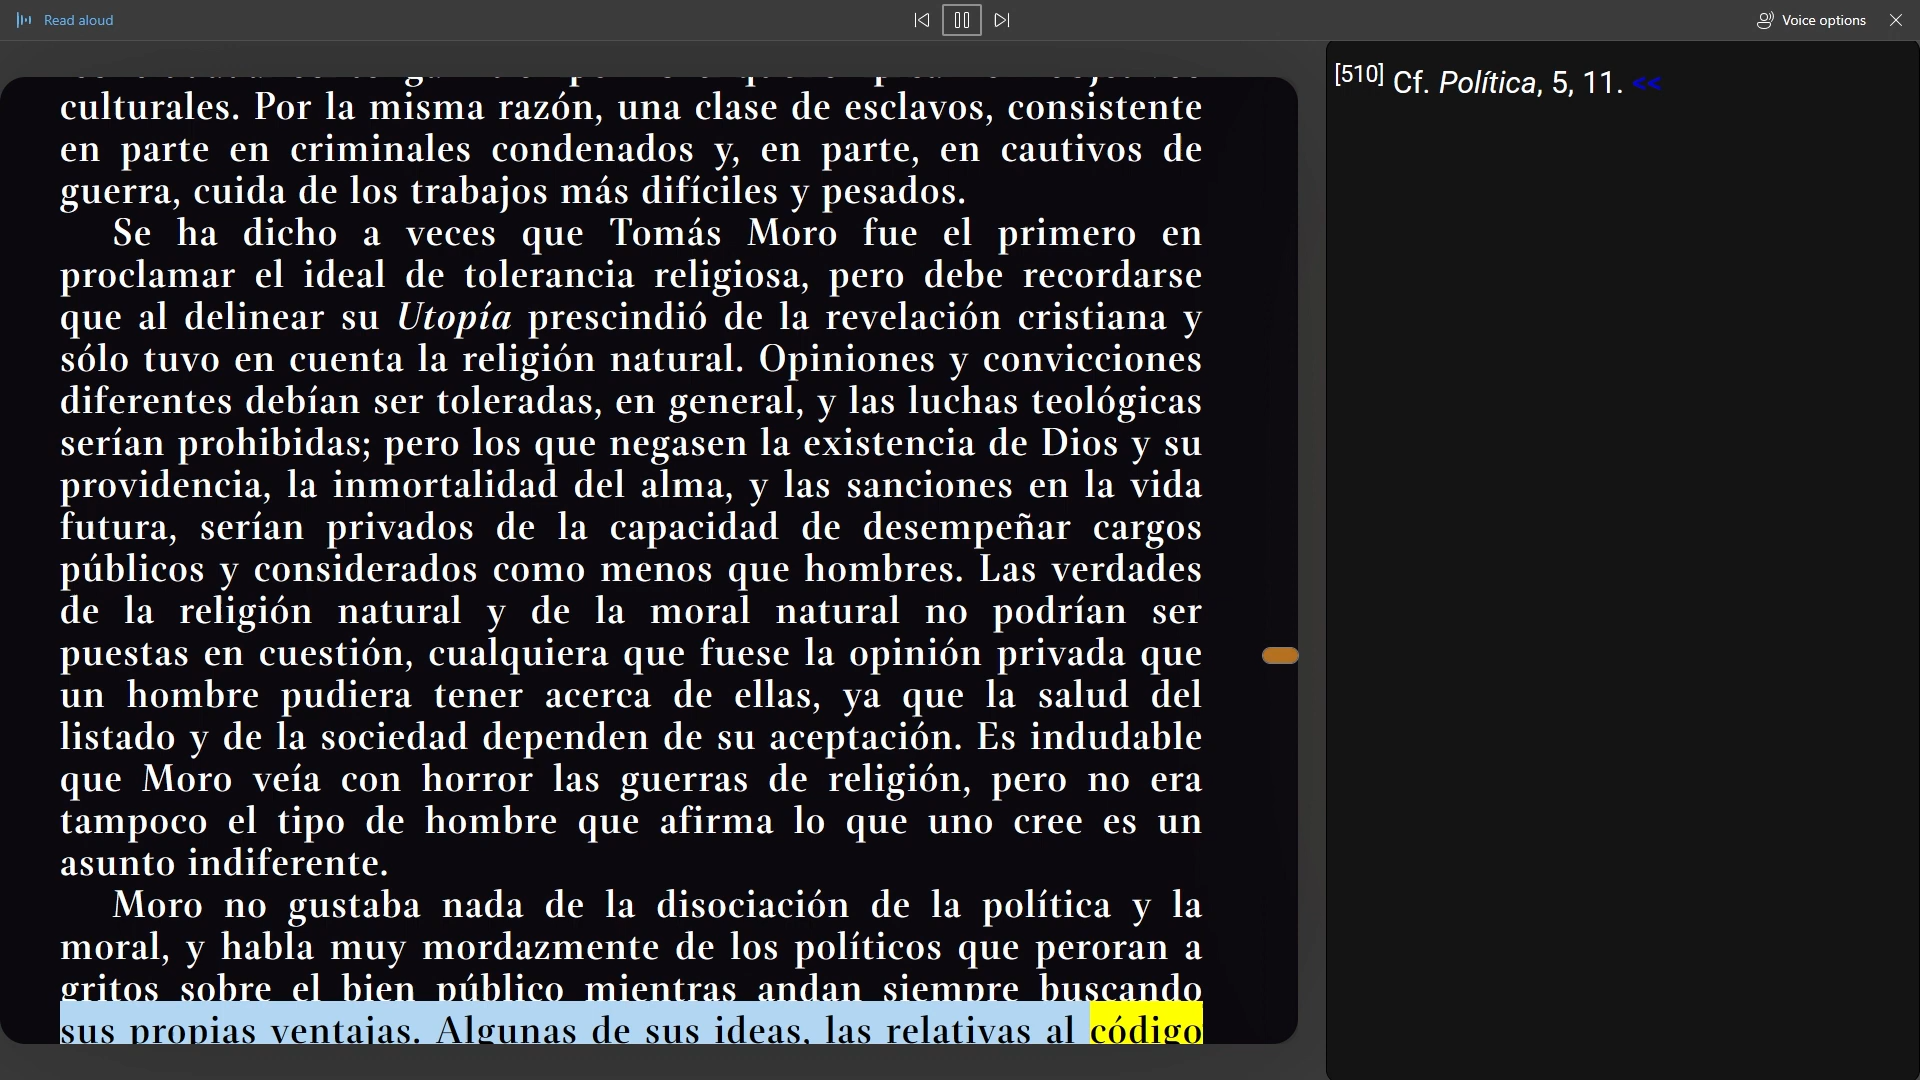 Read aloud
Voice options
culturales. Por la misma razón, una clase de esclavos, consistente
en parte en criminales condenados y, en parte, en cautivos de
guerra, cuida de los trabajos más difíciles y pesados.
Se ha dicho a veces que Tomás Moro fue el primero en
proclamar el ideal de tolerancia religiosa, pero debe recordarse
que al delinear su Utopía prescindió de la revelación cristiana y
sólo tuvo en cuenta la religión natural. Opiniones y convicciones
diferentes debían ser toleradas, en general, y las luchas teológicas
serían prohibidas; pero los que negasen la existencia de Dios y su
providencia, la inmortalidad del alma, y las sanciones en la vida
futura, serían privados de la capacidad de desempeñar cargos
públicos y considerados como menos que hombres. Las verdades
de la religión natural y de la moral natural no podrían ser
puestas en cuestión, cualquiera que fuese la opinión privada que
un hombre pudiera tener acerca de ellas, ya que la salud del
listado y de la sociedad dependen de su aceptación. Es indudable
que Moro veía con horror las guerras de religión, pero no era
tampoco el tipo de hombre que afirma lo que uno cree es un
asunto indiferente.
Moro no gustaba nada de la disociación de la política y la
moral, y habla muy mordazmente de los políticos que peroran a
gritos sobre el bien público mientras andan siempre buscando
sus propias ventajas. Algunas de sus ideas, las relativas al código
[510] Cf. Política, 5, 11. <<